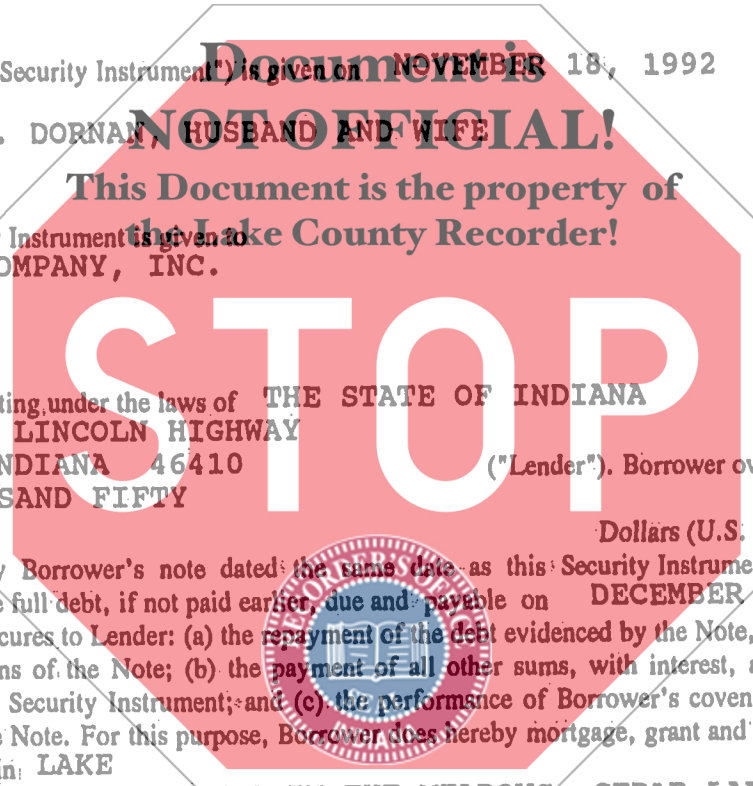 Document is
Security Instrument") is given on NOVEMBER 18, 1992
NOT OFFICIAL!
. DORNAN, HUSBAND AND WIFE
This Document is the property of
the Lake County Recorder!
Instrument is given to
OMPANY, INC.
STOP
ting under the laws of THE STATE OF INDIANA
LINCOLN HIGHWAY
NDIANA 46410 ("Lender"). Borrower ov
SAND FIFTY
Dollars (U.S.
y Borrower's note dated the same date as this Security Instrume
e full debt, if not paid earlier, due and payable on DECEMBER
cures to Lender: (a) the repayment of the debt evidenced by the Note,
ns of the Note; (b) the payment of all other sums, with interest, a
Security Instrument; and (c) the performance of Borrower's coven
e Note. For this purpose, Borrower does hereby mortgage, grant and
in LAKE
INDIANA